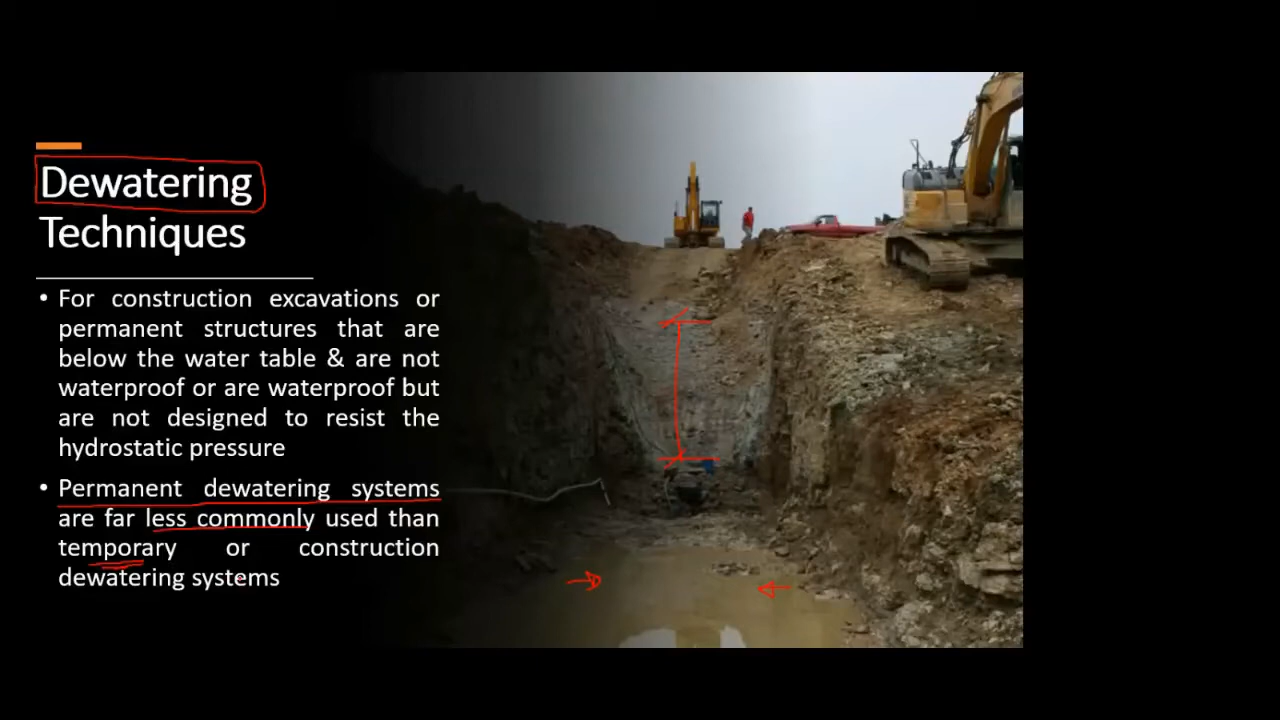 Dewatering
Techniques
• For construction excavations or
permanent structures that are
below the water table & are not
waterproof or are waterproof but
are not designed to resist the
hydrostatic pressure
• Permanent dewatering systems
are far less commonly used than
temporary or construction
dewatering systems